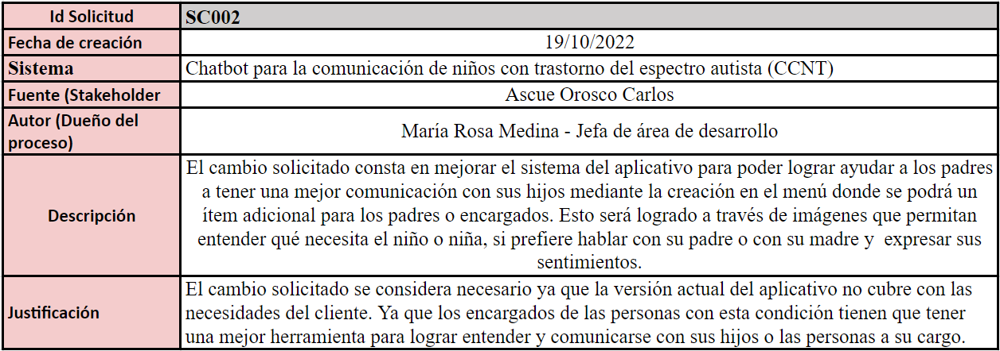 Id Solicitud SC002
Fecha de creación 19/10/2022
Sistema Chatbot para la comunicación de niños con trastorno del espectro autista (CCNT)
Fuente (Stakeholder Ascue Orosco Carlos
Autor (Dueño del
proceso)
María Rosa Medina - Jefa de área de desarrollo
Descripción
El cambio solicitado consta en mejorar el sistema del aplicativo para poder lograr ayudar a los padres
a tener una mejor comunicación con sus hijos mediante la creación en el menú donde se podrá un
ítem adicional para los padres o encargados. Esto será logrado a través de imágenes que permitan
entender qué necesita el niño o niña, si prefiere hablar con su padre o con su madre y expresar sus
sentimientos.
Justificación
El cambio solicitado se considera necesario ya que la versión actual del aplicativo no cubre con las
necesidades del cliente. Ya que los encargados de las personas con esta condición tienen que tener
una mejor herramienta para lograr entender y comunicarse con sus hijos o las personas a su cargo.